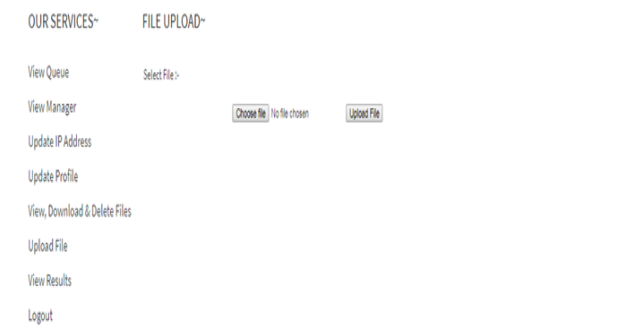 OUR SERVICES~
FILE UPLOAD~
View Queue
Select File :-
View Manager
Choose file No file chosen
Upload File
Update IP Address
Update Profile
View, Download & Delete Files
Upload File
View Results
Logout